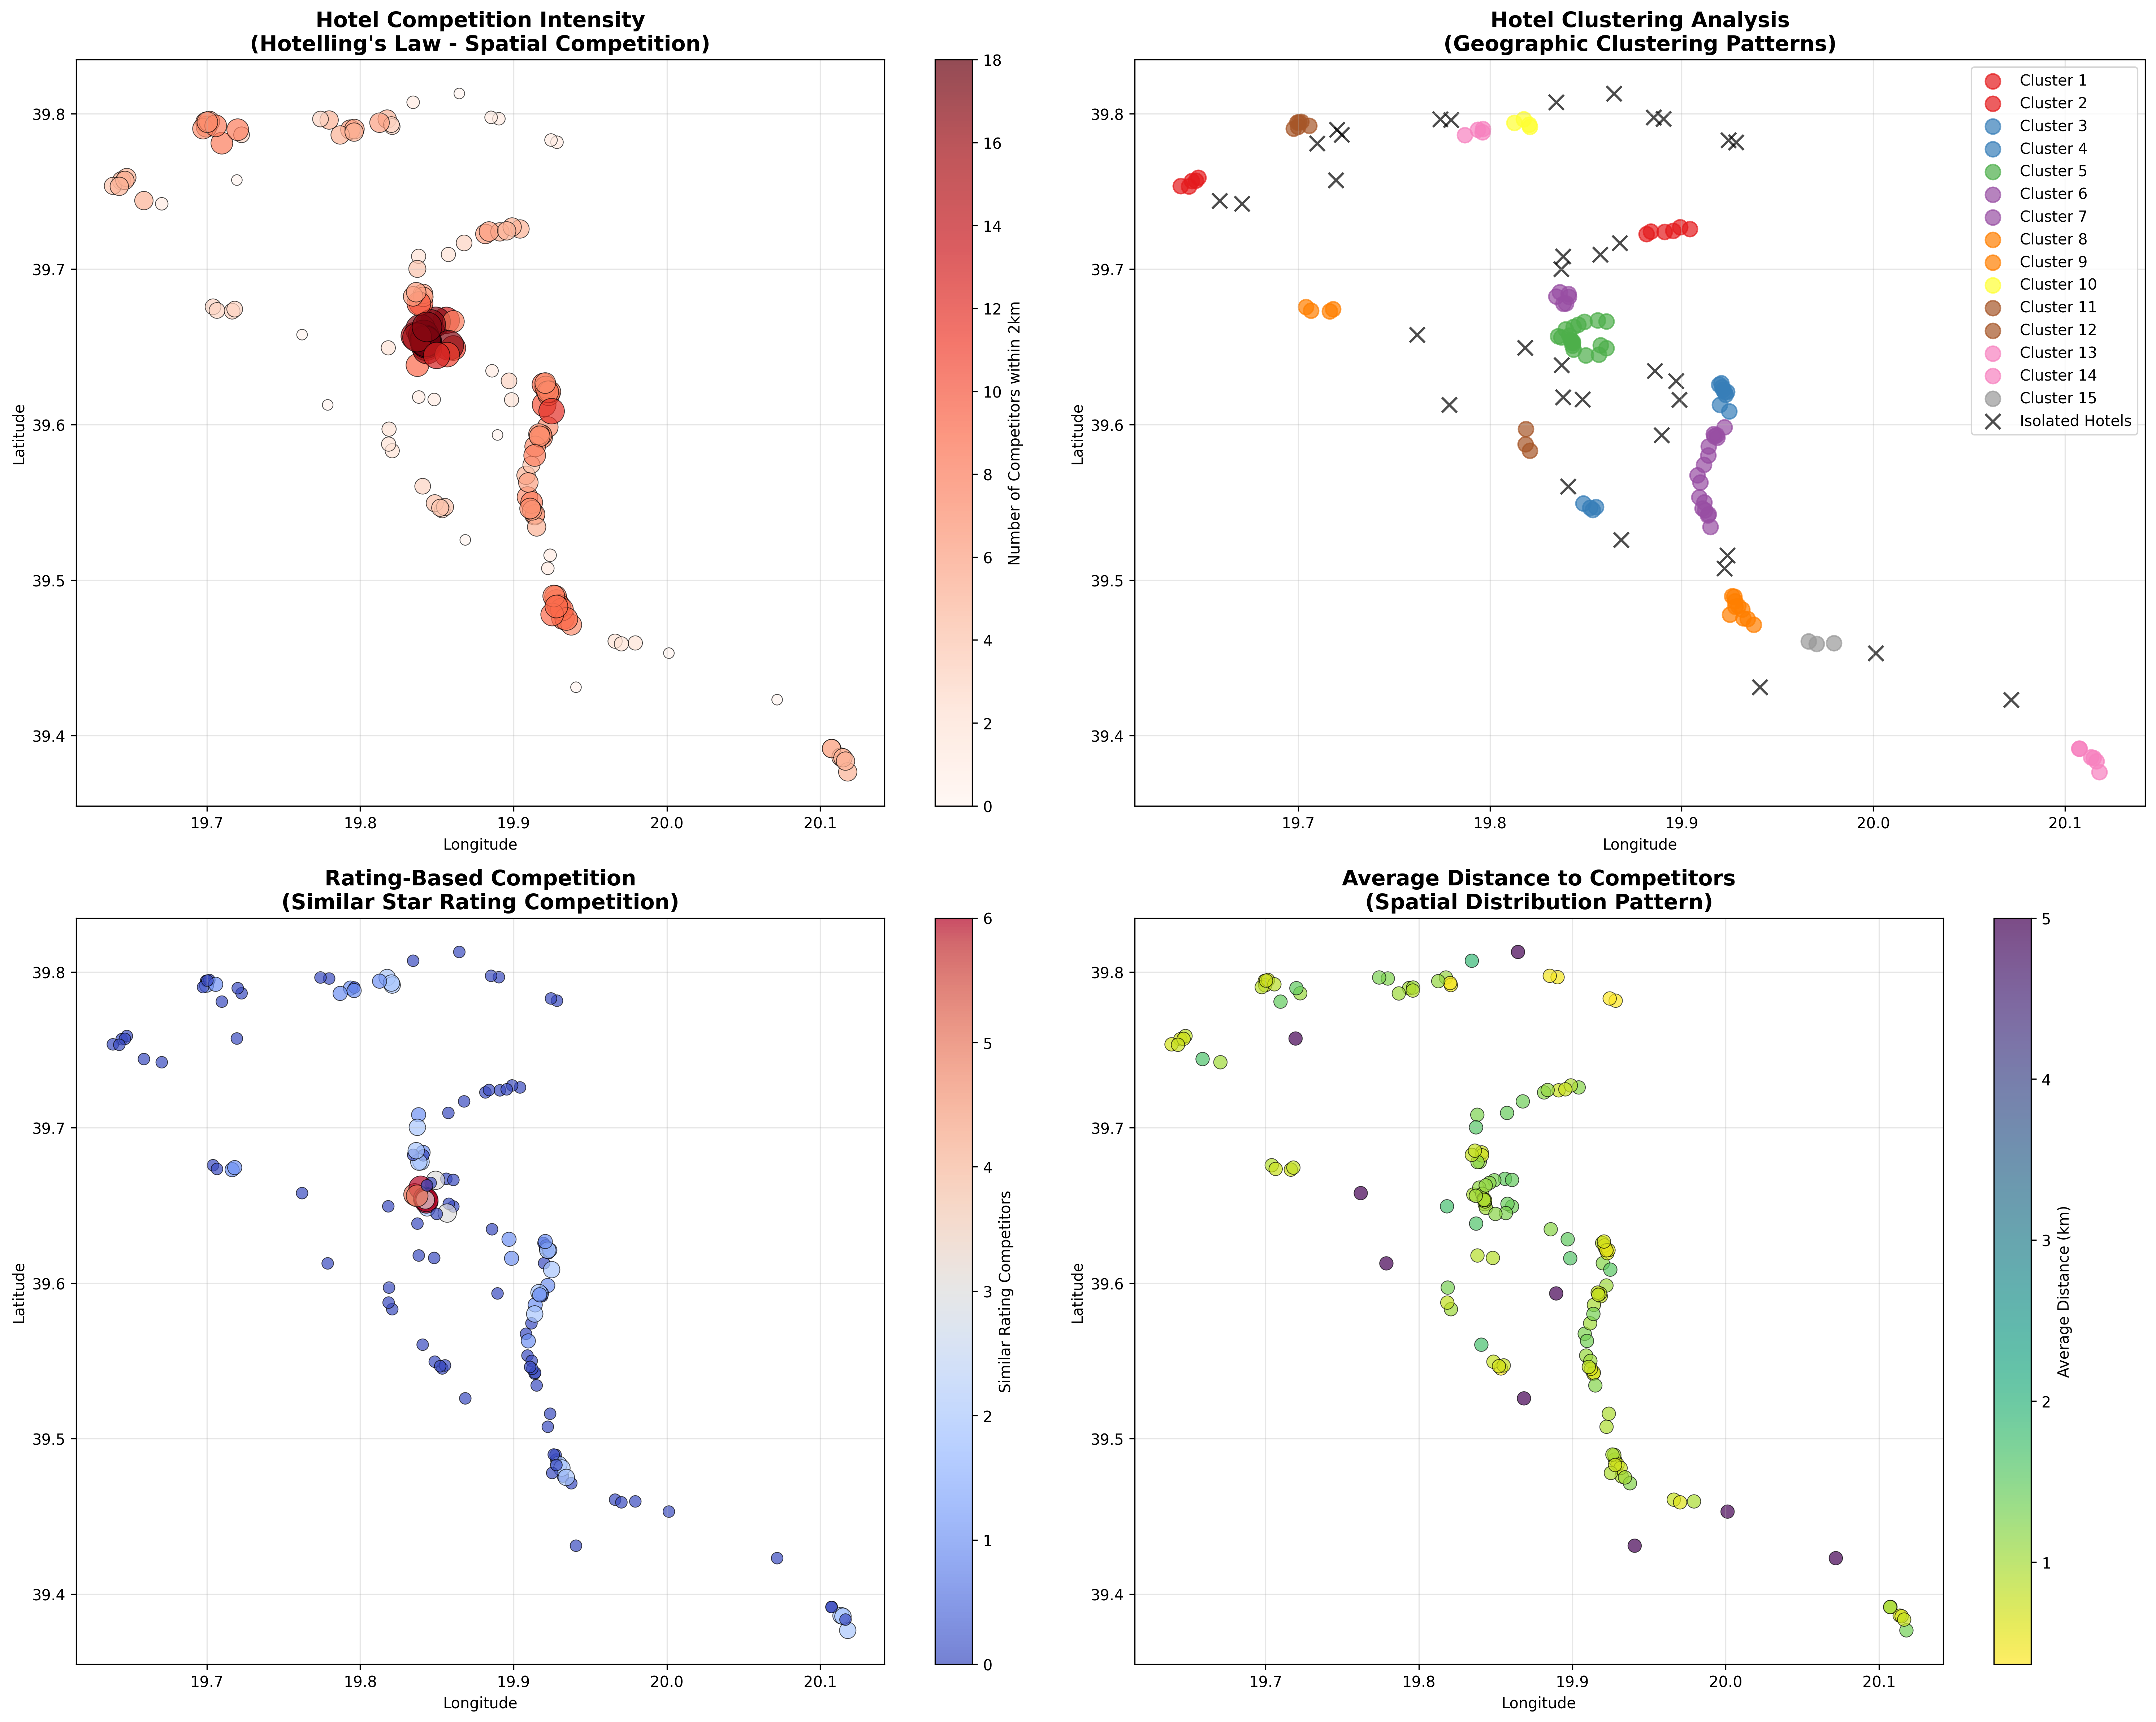 Hotel Competition Intensity
(Hotelling's Law - Spatial Competition)
39.8
39.7
39.6
39.5
39.4
Latitude
19.7
19.8
19.9
20.0
20.1
Longitude
18
16
14
12
10
8
6
4
2
0
Number of Competitors within 2km
Hotel Clustering Analysis
(Geographic Clustering Patterns)
39.8
39.7
39.6
39.5
39.4
Latitude
19.7
19.8
19.9
20.0
20.1
Longitude
Cluster 1
Cluster 2
Cluster 3
Cluster 4
Cluster 5
Cluster 6
Cluster 7
Cluster 8
Cluster 9
Cluster 10
Cluster 11
Cluster 12
Cluster 13
Cluster 14
Cluster 15
Isolated Hotels
Rating-Based Competition
(Similar Star Rating Competition)
39.8
39.7
39.6
39.5
39.4
Latitude
19.7
19.8
19.9
20.0
20.1
Longitude
6
5
4
3
2
1
0
Similar Rating Competitors
Average Distance to Competitors
(Spatial Distribution Pattern)
39.8
39.7
39.6
39.5
39.4
Latitude
19.7
19.8
19.9
20.0
20.1
Longitude
5
4
3
2
1
Average Distance (km)